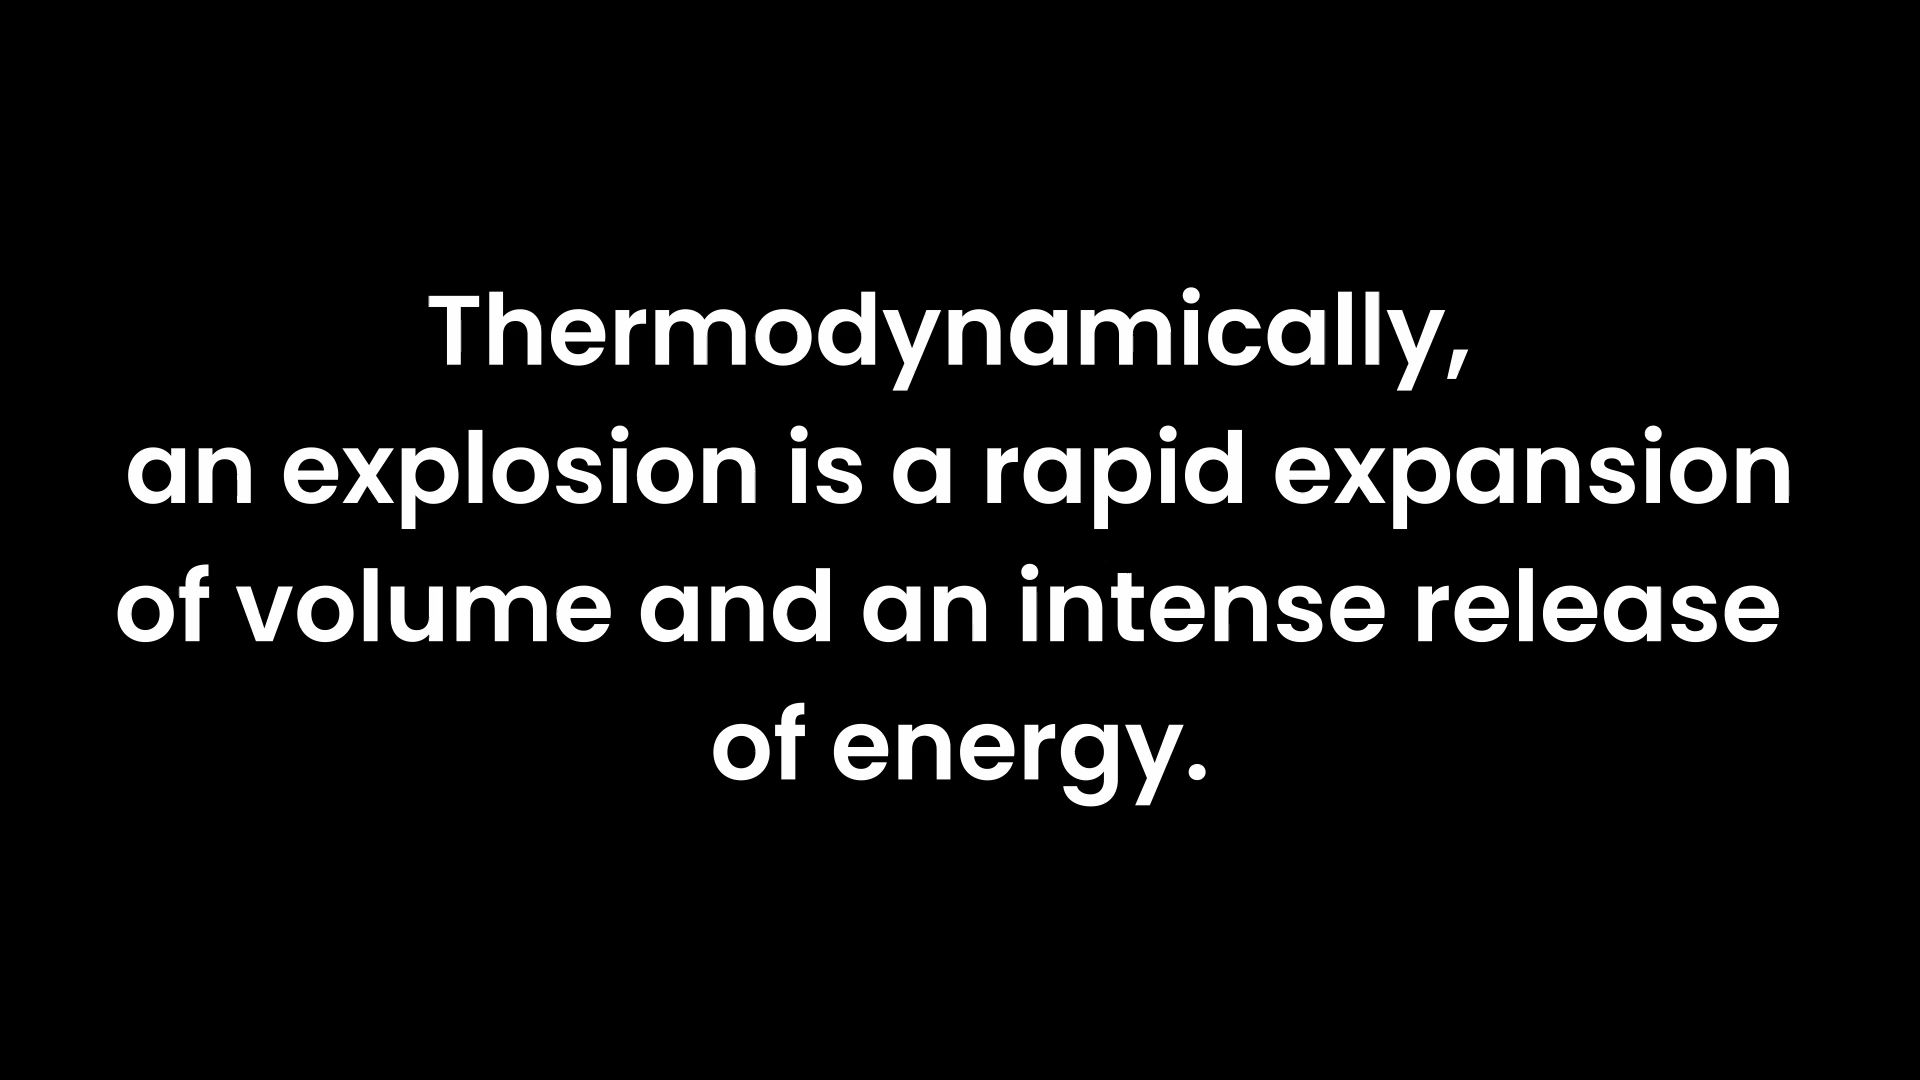 Thermodynamically,
an explosion is a rapid expansion
of volume and an intense release
of energy.